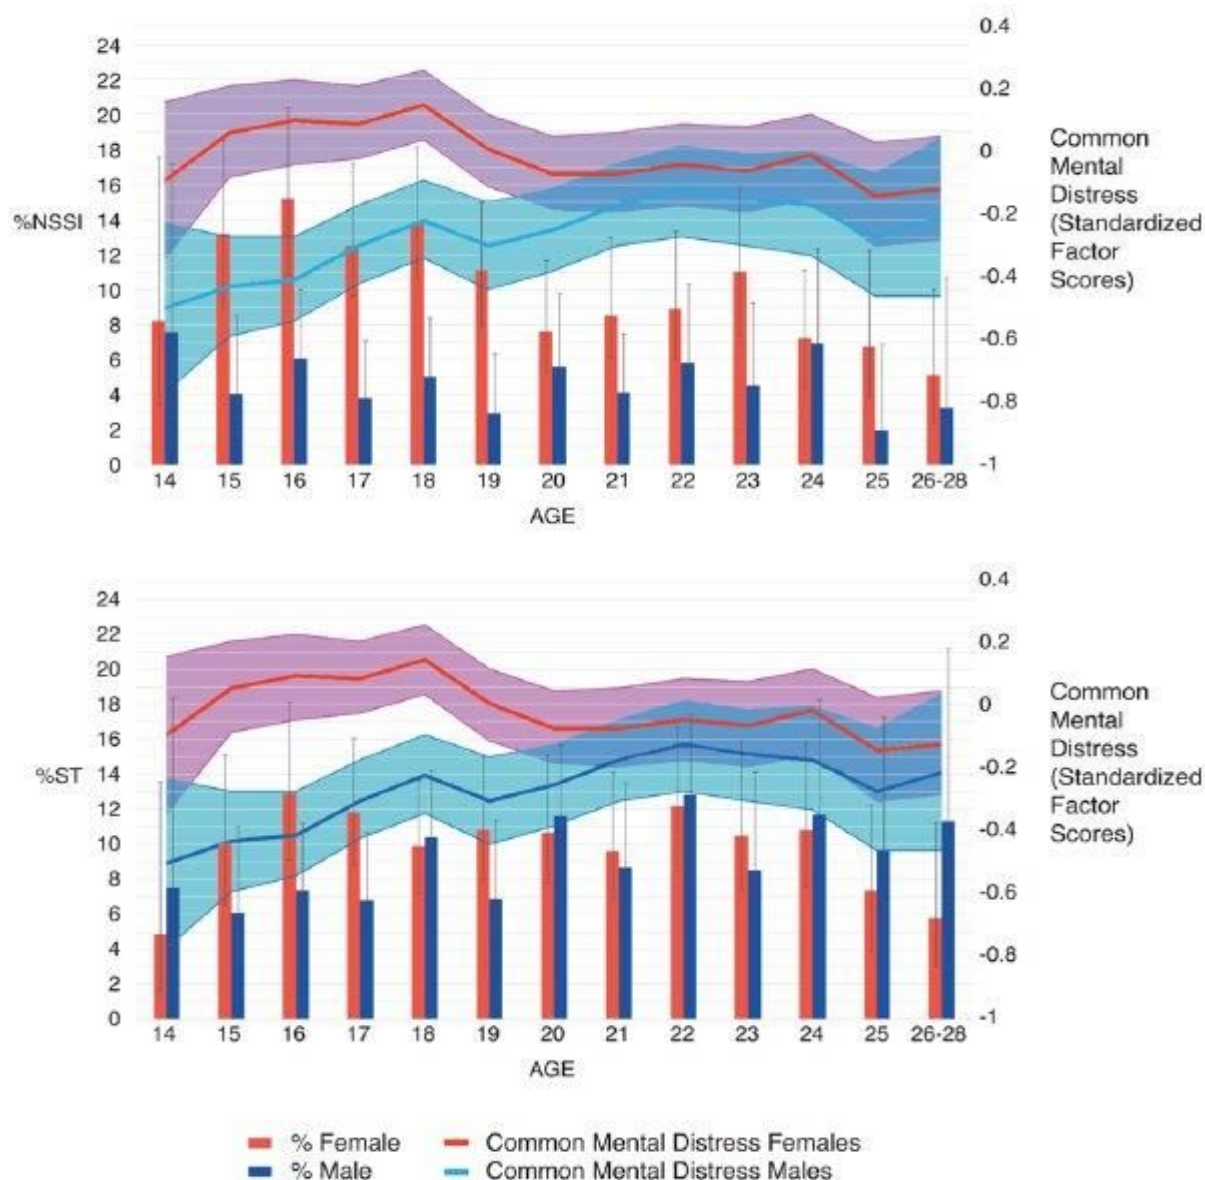 0.4
24
22
0.2
20
18
0
Common
Mental
Distress
(Standardized
Factor
Scores)
16
%NSSI
14
-0.2
12
-0.4
10
8
-0.6
6
4
-0.8
2
0
-1
14 15 16 17 18 19 20 21 22 23 24 25 26-28
AGE
0.4
24
22
0.2
20
18
0
Common
Mental
Distress
(Standardized
Factor
Scores)
16
-0.2
%ST
14
12
-0.4
10
8
-0.6
6
4
-0.8
2
0
-1
14 15 16 17 18 19 20 21 22 23 24 25 26-28
AGE
% Female
Common Mental Distress Females
% Male
Common Mental Distress Males